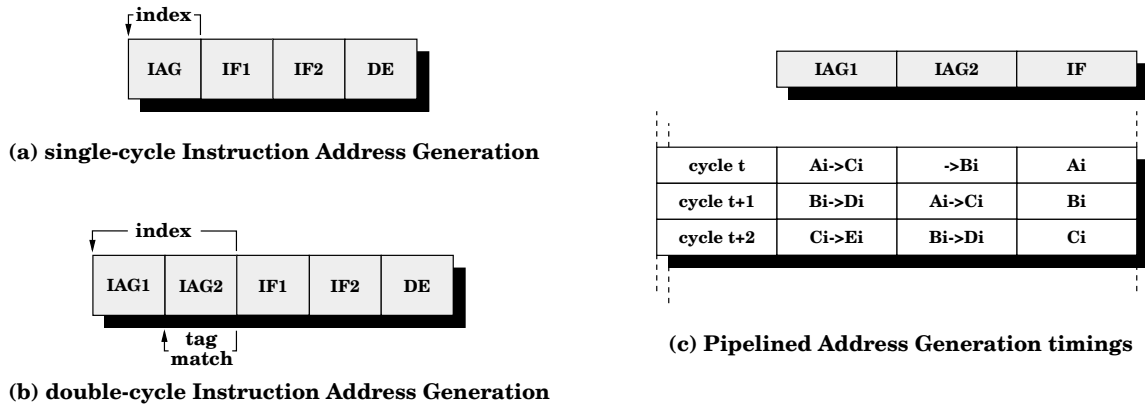 index
IAG IF1 IF2 DE
(a) single-cycle Instruction Address Generation
index
IAG1 IAG2 IF1 IF2 DE
tag
match
(b) double-cycle Instruction Address Generation
IAG1 IAG2 IF
cycle t Ai->Ci ->Bi Ai
cycle t+1 Bi->Di Ai->Ci Bi
cycle t+2 Ci->Ei Bi->Di Ci
(c) Pipelined Address Generation timings